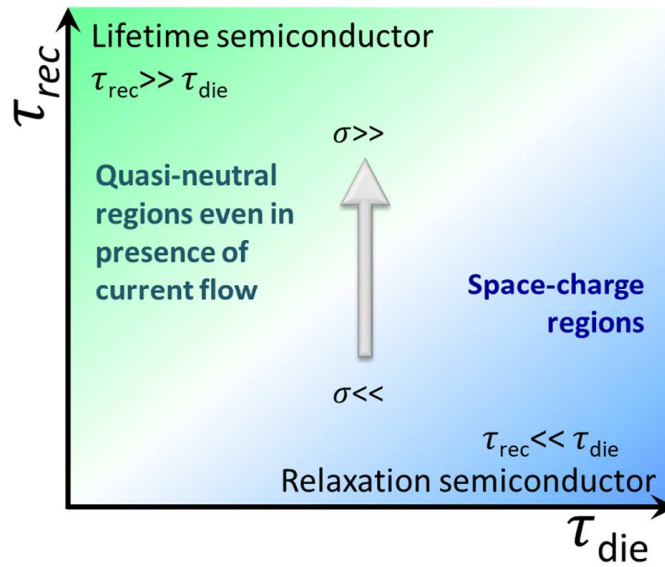 τrec
Lifetime semiconductor
τrec>> τdie
σ>>
Quasi-neutral
regions even in
presence of
current flow
Space-charge
regions
σ<<
τrec<< τdie
Relaxation semiconductor
τdie